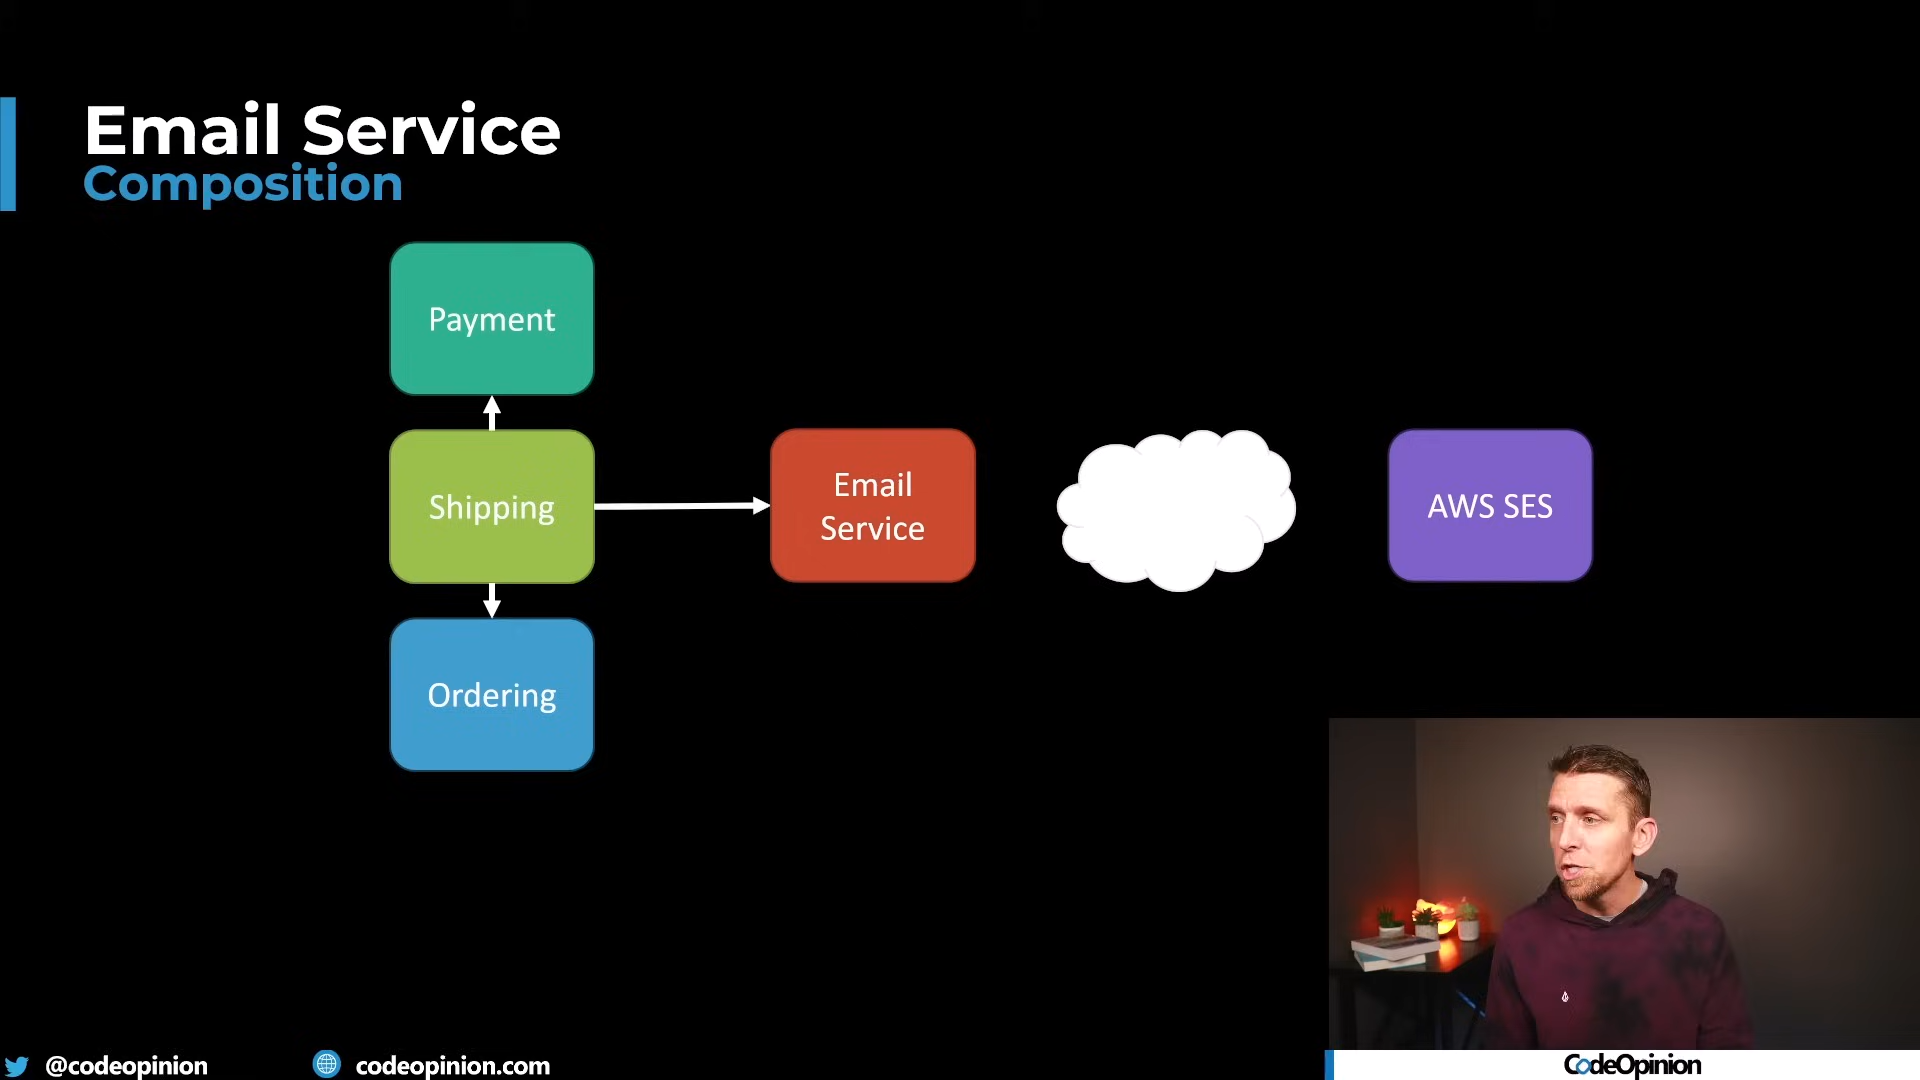 Email Service
Composition
Payment
Shipping
Email
Service
AWS SES
Ordering
@codeopinion
codeopinion.com
CodeOpinion